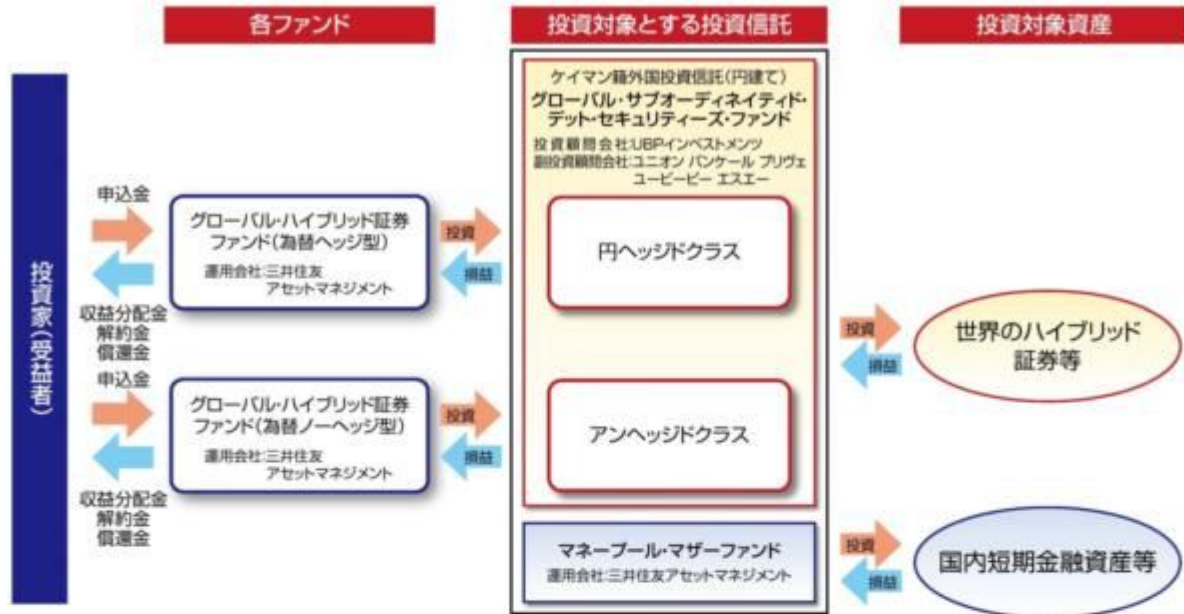 各ファンド
投資対象とする投資信託
投資対象資産
投資家(受益者)
申込金
収益分配金
解約金
償還金
申込金
収益分配金
解約金
償還金
グローバル・ハイブリッド証券
ファンド(為替ヘッジ型)
運用会社:三井住友
アセットマネジメント
グローバル・ハイブリッド証券
ファンド(為替ノーヘッジ型)
運用会社:三井住友
アセットマネジメント
投資
損益
投資
損益
ケイマン籍外国投資信託(円建て)
グローバル・サブオーディネイティド・
デット・セキュリティーズ・ファンド
投資顧問会社:UBPインベストメンツ
副投資顧問会社:ユニオン バンケール プリヴェ
ユービーピー エスエー
円ヘッジドクラス
アンヘッジドクラス
マネープール・マザーファンド
運用会社:三井住友アセットマネジメント
投資
損益
世界のハイブリッド
証券等
投資
損益
国内短期金融資産等